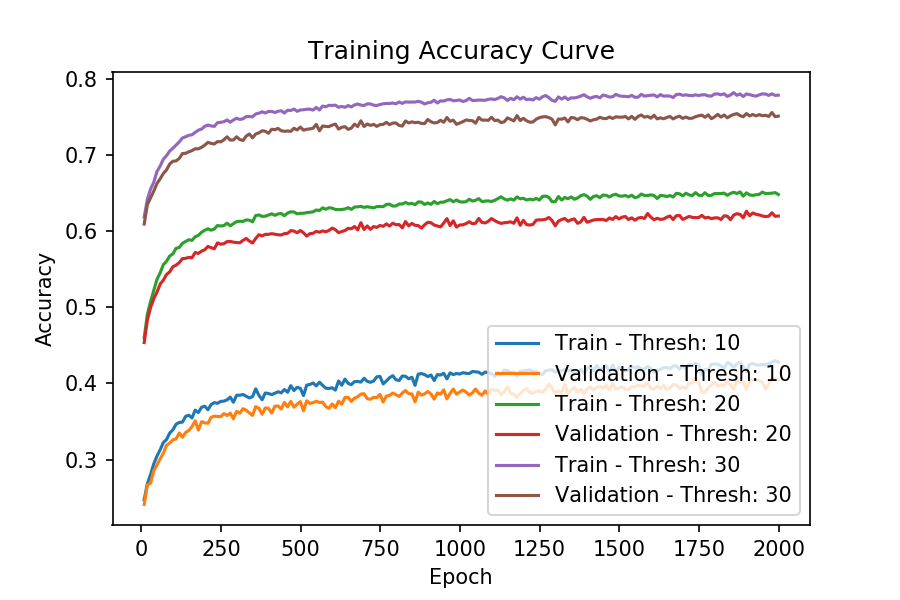 Training Accuracy Curve
0.8
0.7
0.6
0.5
0.4
0.3
Accuracy
Train - Thresh: 10
Validation - Thresh: 10
Train - Thresh: 20
Validation - Thresh: 20
Train - Thresh: 30
Validation - Thresh: 30
0 250 500 750 1000 1250 1500 1750 2000
Epoch